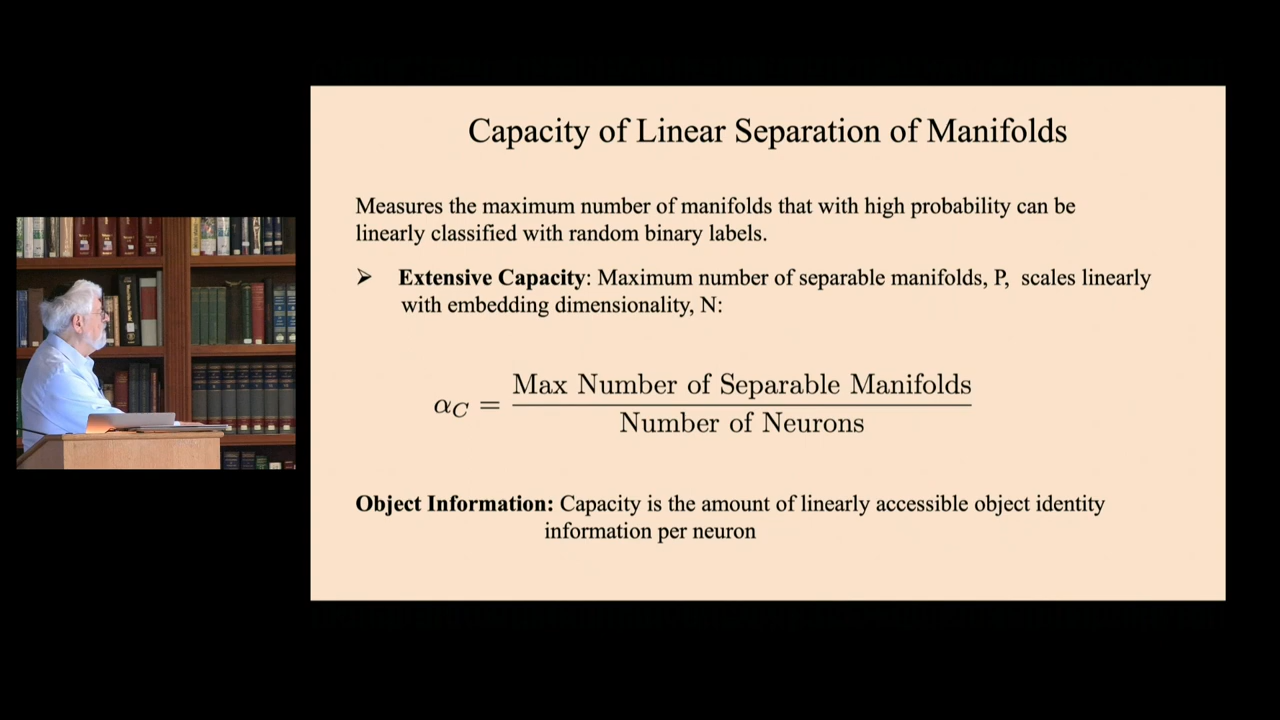 Capacity of Linear Separation of Manifolds
Measures the maximum number of manifolds that with high probability can be
linearly classified with random binary labels.
➢ Extensive Capacity: Maximum number of separable manifolds, P, scales linearly
with embedding dimensionality, N:
α_C = Max Number of Separable Manifolds
Number of Neurons
Object Information: Capacity is the amount of linearly accessible object identity
information per neuron